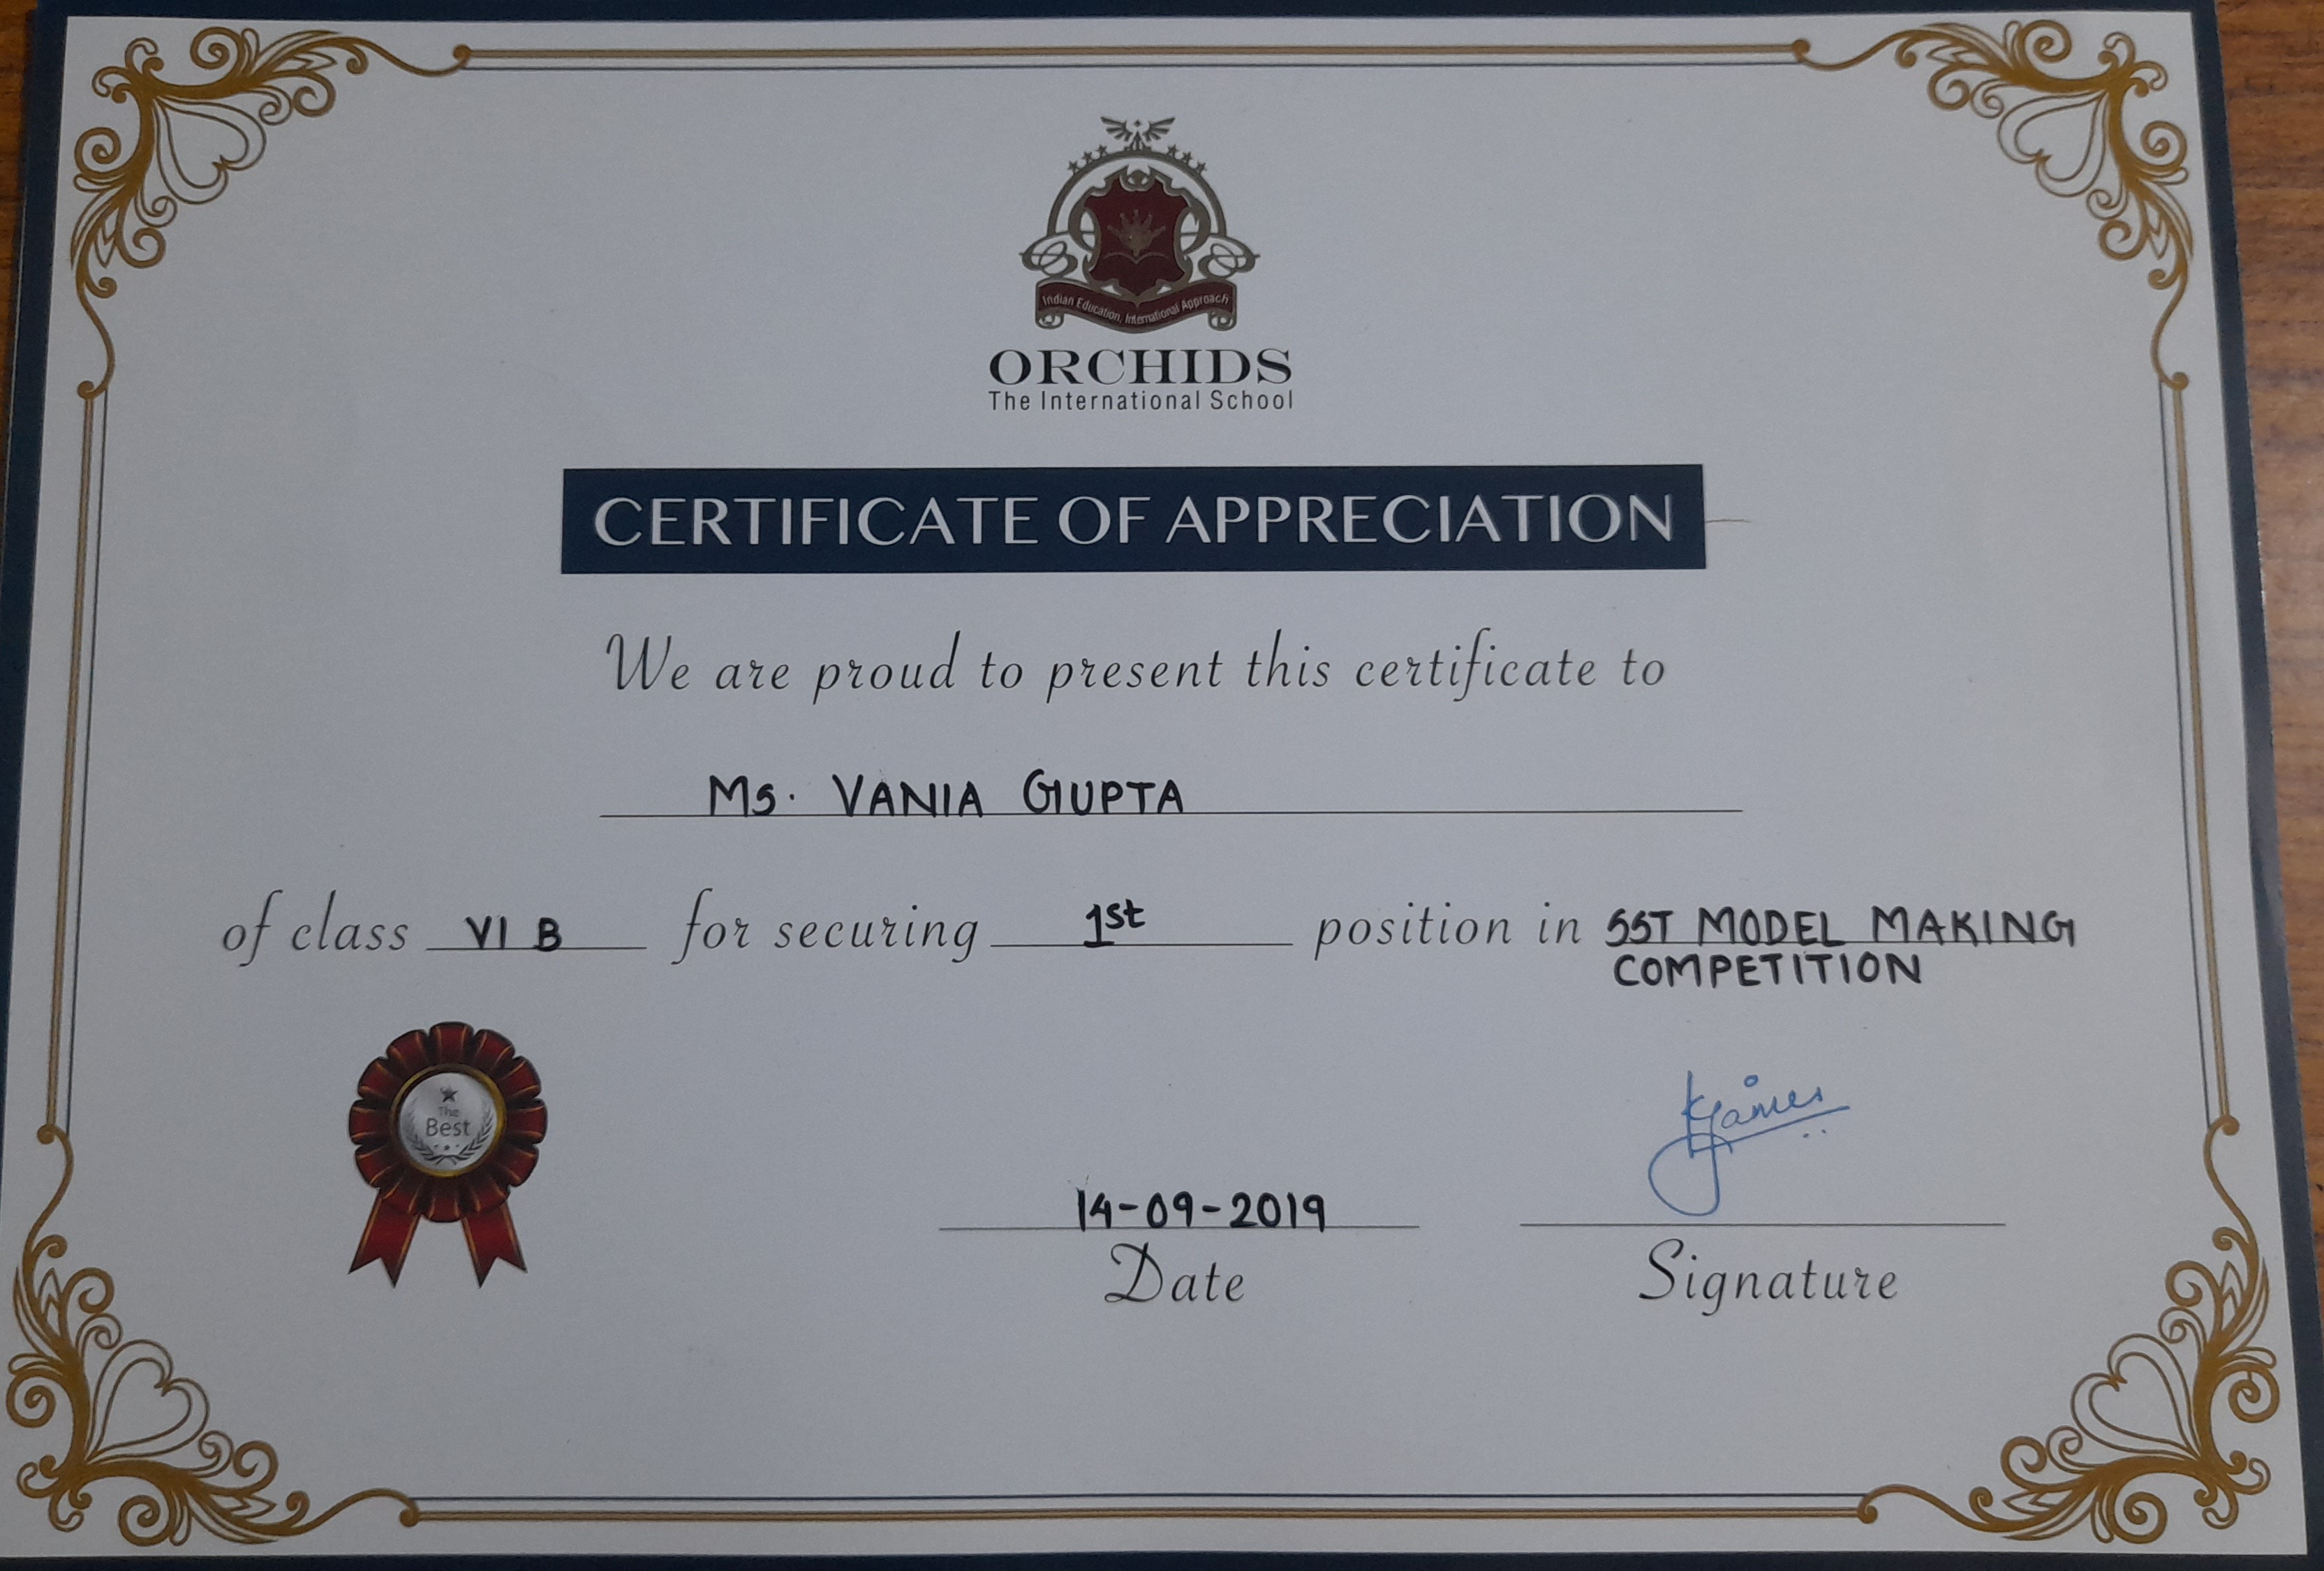 Indian Education, International Approach
ORCHIDS
The International School
CERTIFICATE OF APPRECIATION
We are proud to present this certificate to
Ms. VANIA GUPTA
of class VI B for securing 1st position in SST MODEL MAKING
COMPETITION
The
Best
14-09-2019
Date Signature